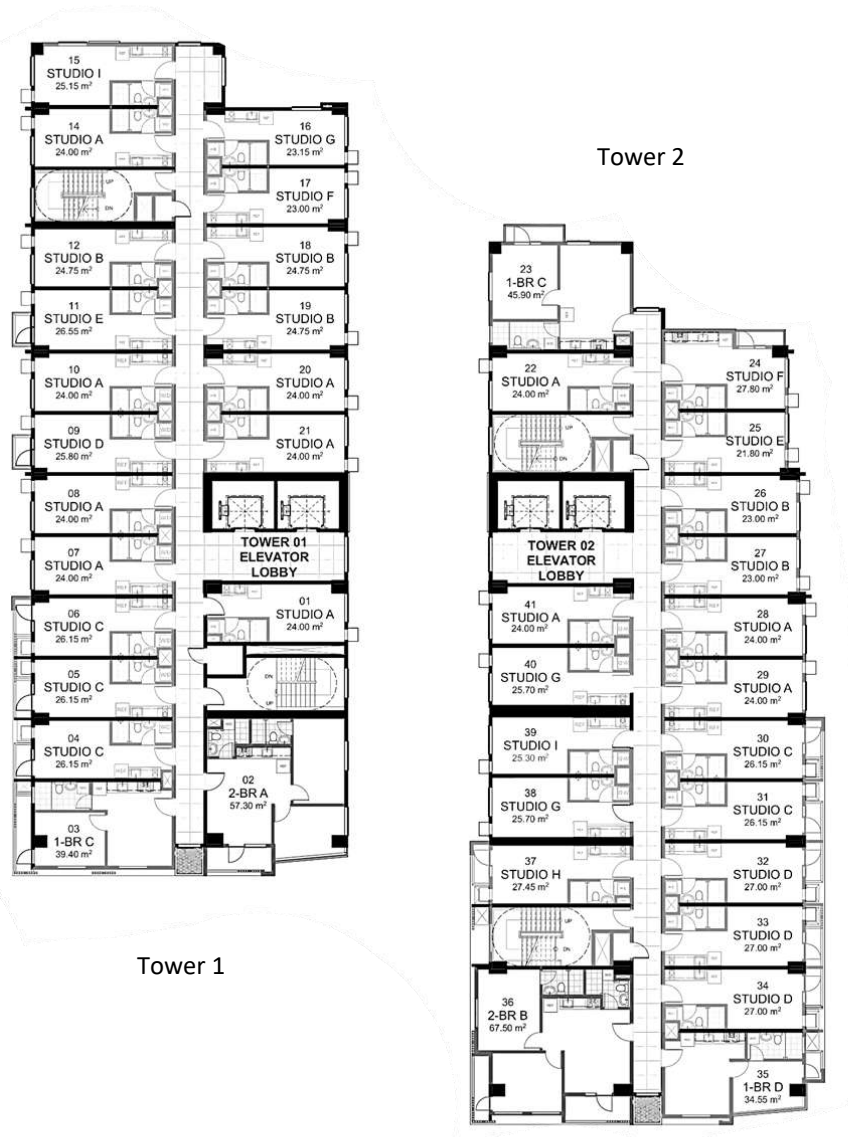 Tower 1
15
STUDIO I
25.15 m²
14
STUDIO A
24.00 m²
UP
DN
12
STUDIO B
24.75 m²
11
STUDIO E
26.55 m²
10
STUDIO A
24.00 m²
09
STUDIO D
25.80 m²
08
STUDIO A
24.00 m²
07
STUDIO A
24.00 m²
06
STUDIO C
26.15 m²
05
STUDIO C
26.15 m²
04
STUDIO C
26.15 m²
03
1-BR C
39.40 m²
16
STUDIO G
23.15 m²
17
STUDIO F
23.00 m²
18
STUDIO B
24.75 m²
19
STUDIO B
24.75 m²
20
STUDIO A
24.00 m²
21
STUDIO A
24.00 m²
TOWER 01
ELEVATOR
LOBBY
01
STUDIO A
24.00 m²
DN
UP
02
2-BR A
57.30 m²
Tower 2
23
1-BR C
45.90 m²
22
STUDIO A
24.00 m²
UP
DN
TOWER 02
ELEVATOR
LOBBY
41
STUDIO A
24.00 m²
40
STUDIO G
25.70 m²
39
STUDIO I
25.30 m²
38
STUDIO G
25.70 m²
37
STUDIO H
27.45 m²
UP
DN
36
2-BR B
67.50 m²
24
STUDIO F
27.80 m²
25
STUDIO E
21.80 m²
26
STUDIO B
23.00 m²
27
STUDIO B
23.00 m²
28
STUDIO A
24.00 m²
29
STUDIO A
24.00 m²
30
STUDIO C
26.15 m²
31
STUDIO C
26.15 m²
32
STUDIO D
27.00 m²
33
STUDIO D
27.00 m²
34
STUDIO D
27.00 m²
35
1-BR D
34.55 m²